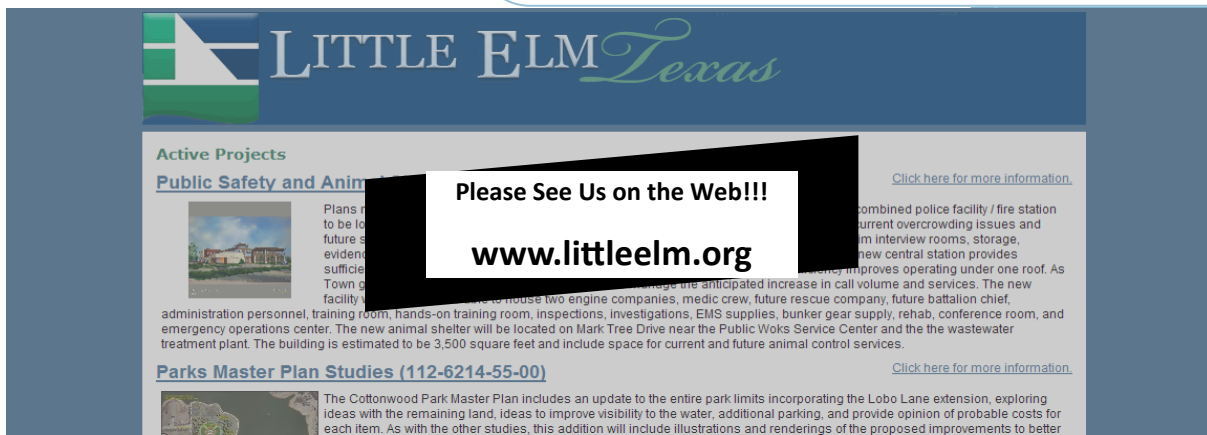 LITTLE ELM Texas
Active Projects
Public Safety and Anim
Click here for more information.
Please See Us on the Web!!!
www.littleelm.org
Plans combined police facility / fire station
to be lo current overcrowding issues and
future s im interview rooms, storage,
evidenc new central station provides
sufficie improves operating under one roof. As
Town g the anticipated increase in call volume and services. The new
facility to house two engine companies, medic crew, future rescue company, future battalion chief,
administration personnel, training room, hands-on training room, inspections, investigations, EMS supplies, bunker gear supply, rehab, conference room, and
emergency operations center. The new animal shelter will be located on Mark Tree Drive near the Public Woks Service Center and the the wastewater
treatment plant. The building is estimated to be 3,500 square feet and include space for current and future animal control services.
Parks Master Plan Studies (112-6214-55-00)
Click here for more information.
The Cottonwood Park Master Plan includes an update to the entire park limits incorporating the Lobo Lane extension, exploring
ideas with the remaining land, ideas to improve visibility to the water, additional parking, and provide opinion of probable costs for
each item. As with the other studies, this addition will include illustrations and renderings of the proposed improvements to better